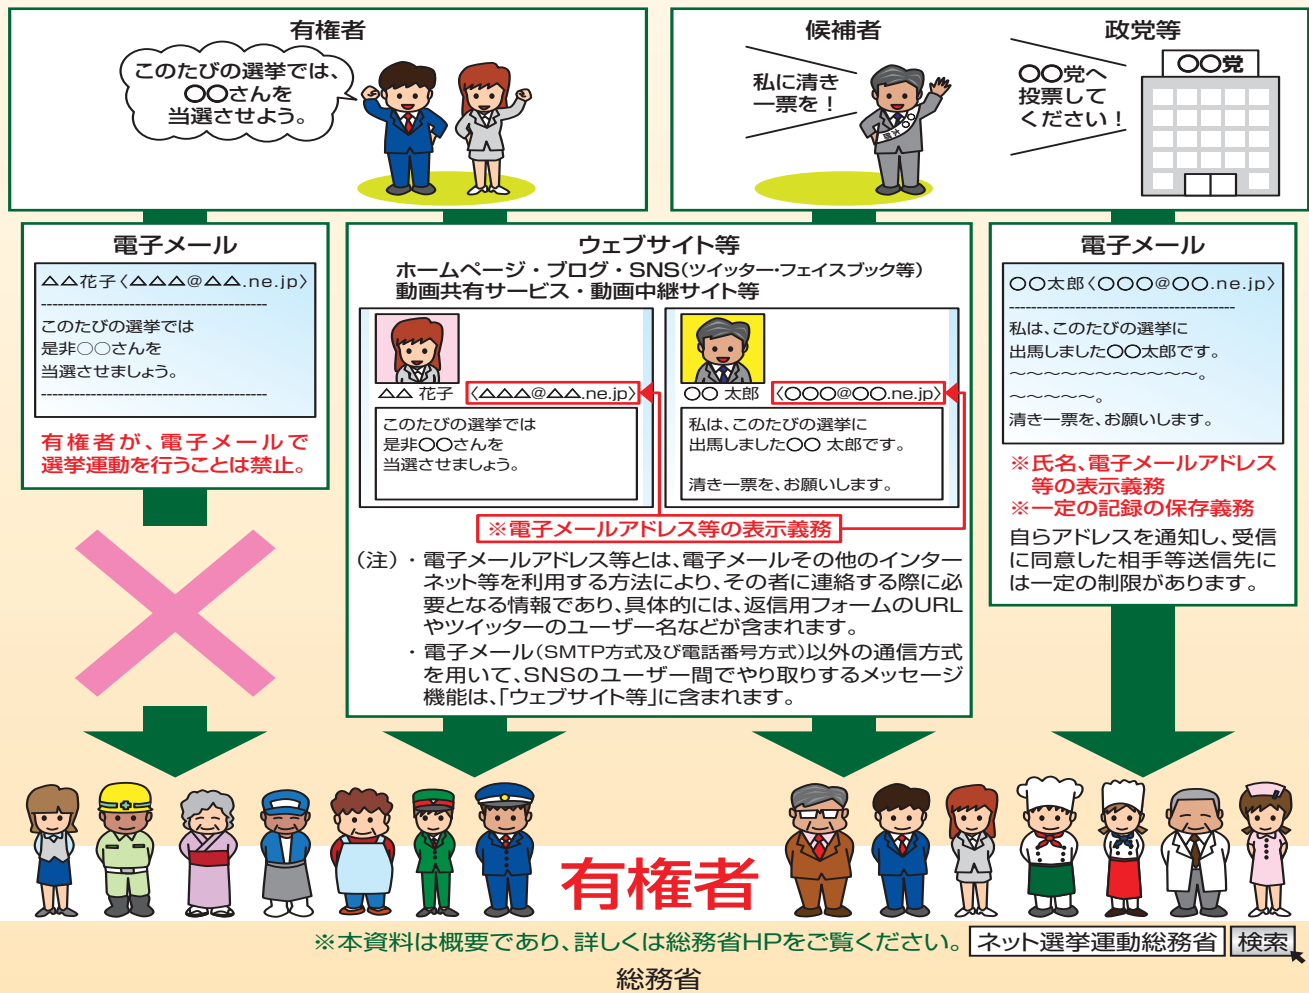 有権者
このたびの選挙では、
〇〇さんを
当選させよう。
候補者
私に清き
一票を！
政党等
〇〇党へ
投票して
ください！
〇〇党
電子メール
△△花子〈△△△@△△.ne.jp〉
このたびの選挙では
是非〇〇さんを
当選させましょう。
有権者が、電子メールで
選挙運動を行うことは禁止。
ウェブサイト等
ホームページ・ブログ・SNS(ツイッター・フェイスブック等)
動画共有サービス・動画中継サイト等
△△ 花子 〈△△△@△△.ne.jp〉
このたびの選挙では
是非〇〇さんを
当選させましょう。
〇〇 太郎 〈〇〇〇@〇〇.ne.jp〉
私は、このたびの選挙に
出馬しました〇〇 太郎です。
清き一票を、お願いします。
※電子メールアドレス等の表示義務
(注)・電子メールアドレス等とは、電子メールその他のインター
ネット等を利用する方法により、その者に連絡する際に必
要となる情報であり、具体的には、返信用フォームのURL
やツイッターのユーザー名などが含まれます。
・電子メール(SMTP方式及び電話番号方式)以外の通信方式
を用いて、SNSのユーザー間でやり取りするメッセージ
機能は、「ウェブサイト等」に含まれます。
電子メール
〇〇太郎〈〇〇〇@〇〇.ne.jp〉
私は、このたびの選挙に
出馬しました〇〇太郎です。
〜〜〜〜〜〜〜〜〜〜〜。
〜〜〜〜〜。
清き一票を、お願いします。
※氏名、電子メールアドレス
等の表示義務
※一定の記録の保存義務
自らアドレスを通知し、受信
に同意した相手等送信先に
は一定の制限があります。
有権者
※本資料は概要であり、詳しくは総務省HPをご覧ください。 ネット選挙運動総務省 検索
総務省